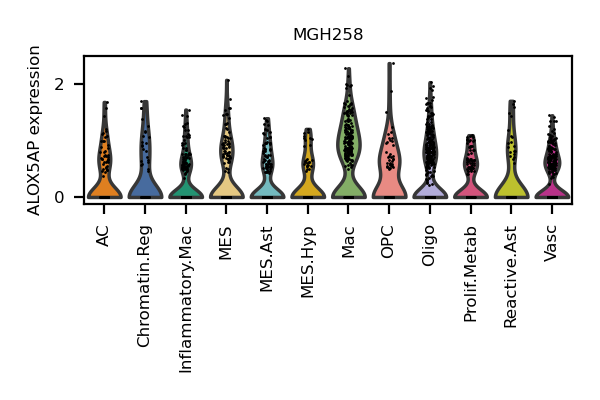 MGH258
ALOX5AP expression
2
0
AC
Chromatin.Reg
Inflammatory.Mac
MES
MES.Ast
MES.Hyp
Mac
OPC
Oligo
Prolif.Metab
Reactive.Ast
Vasc